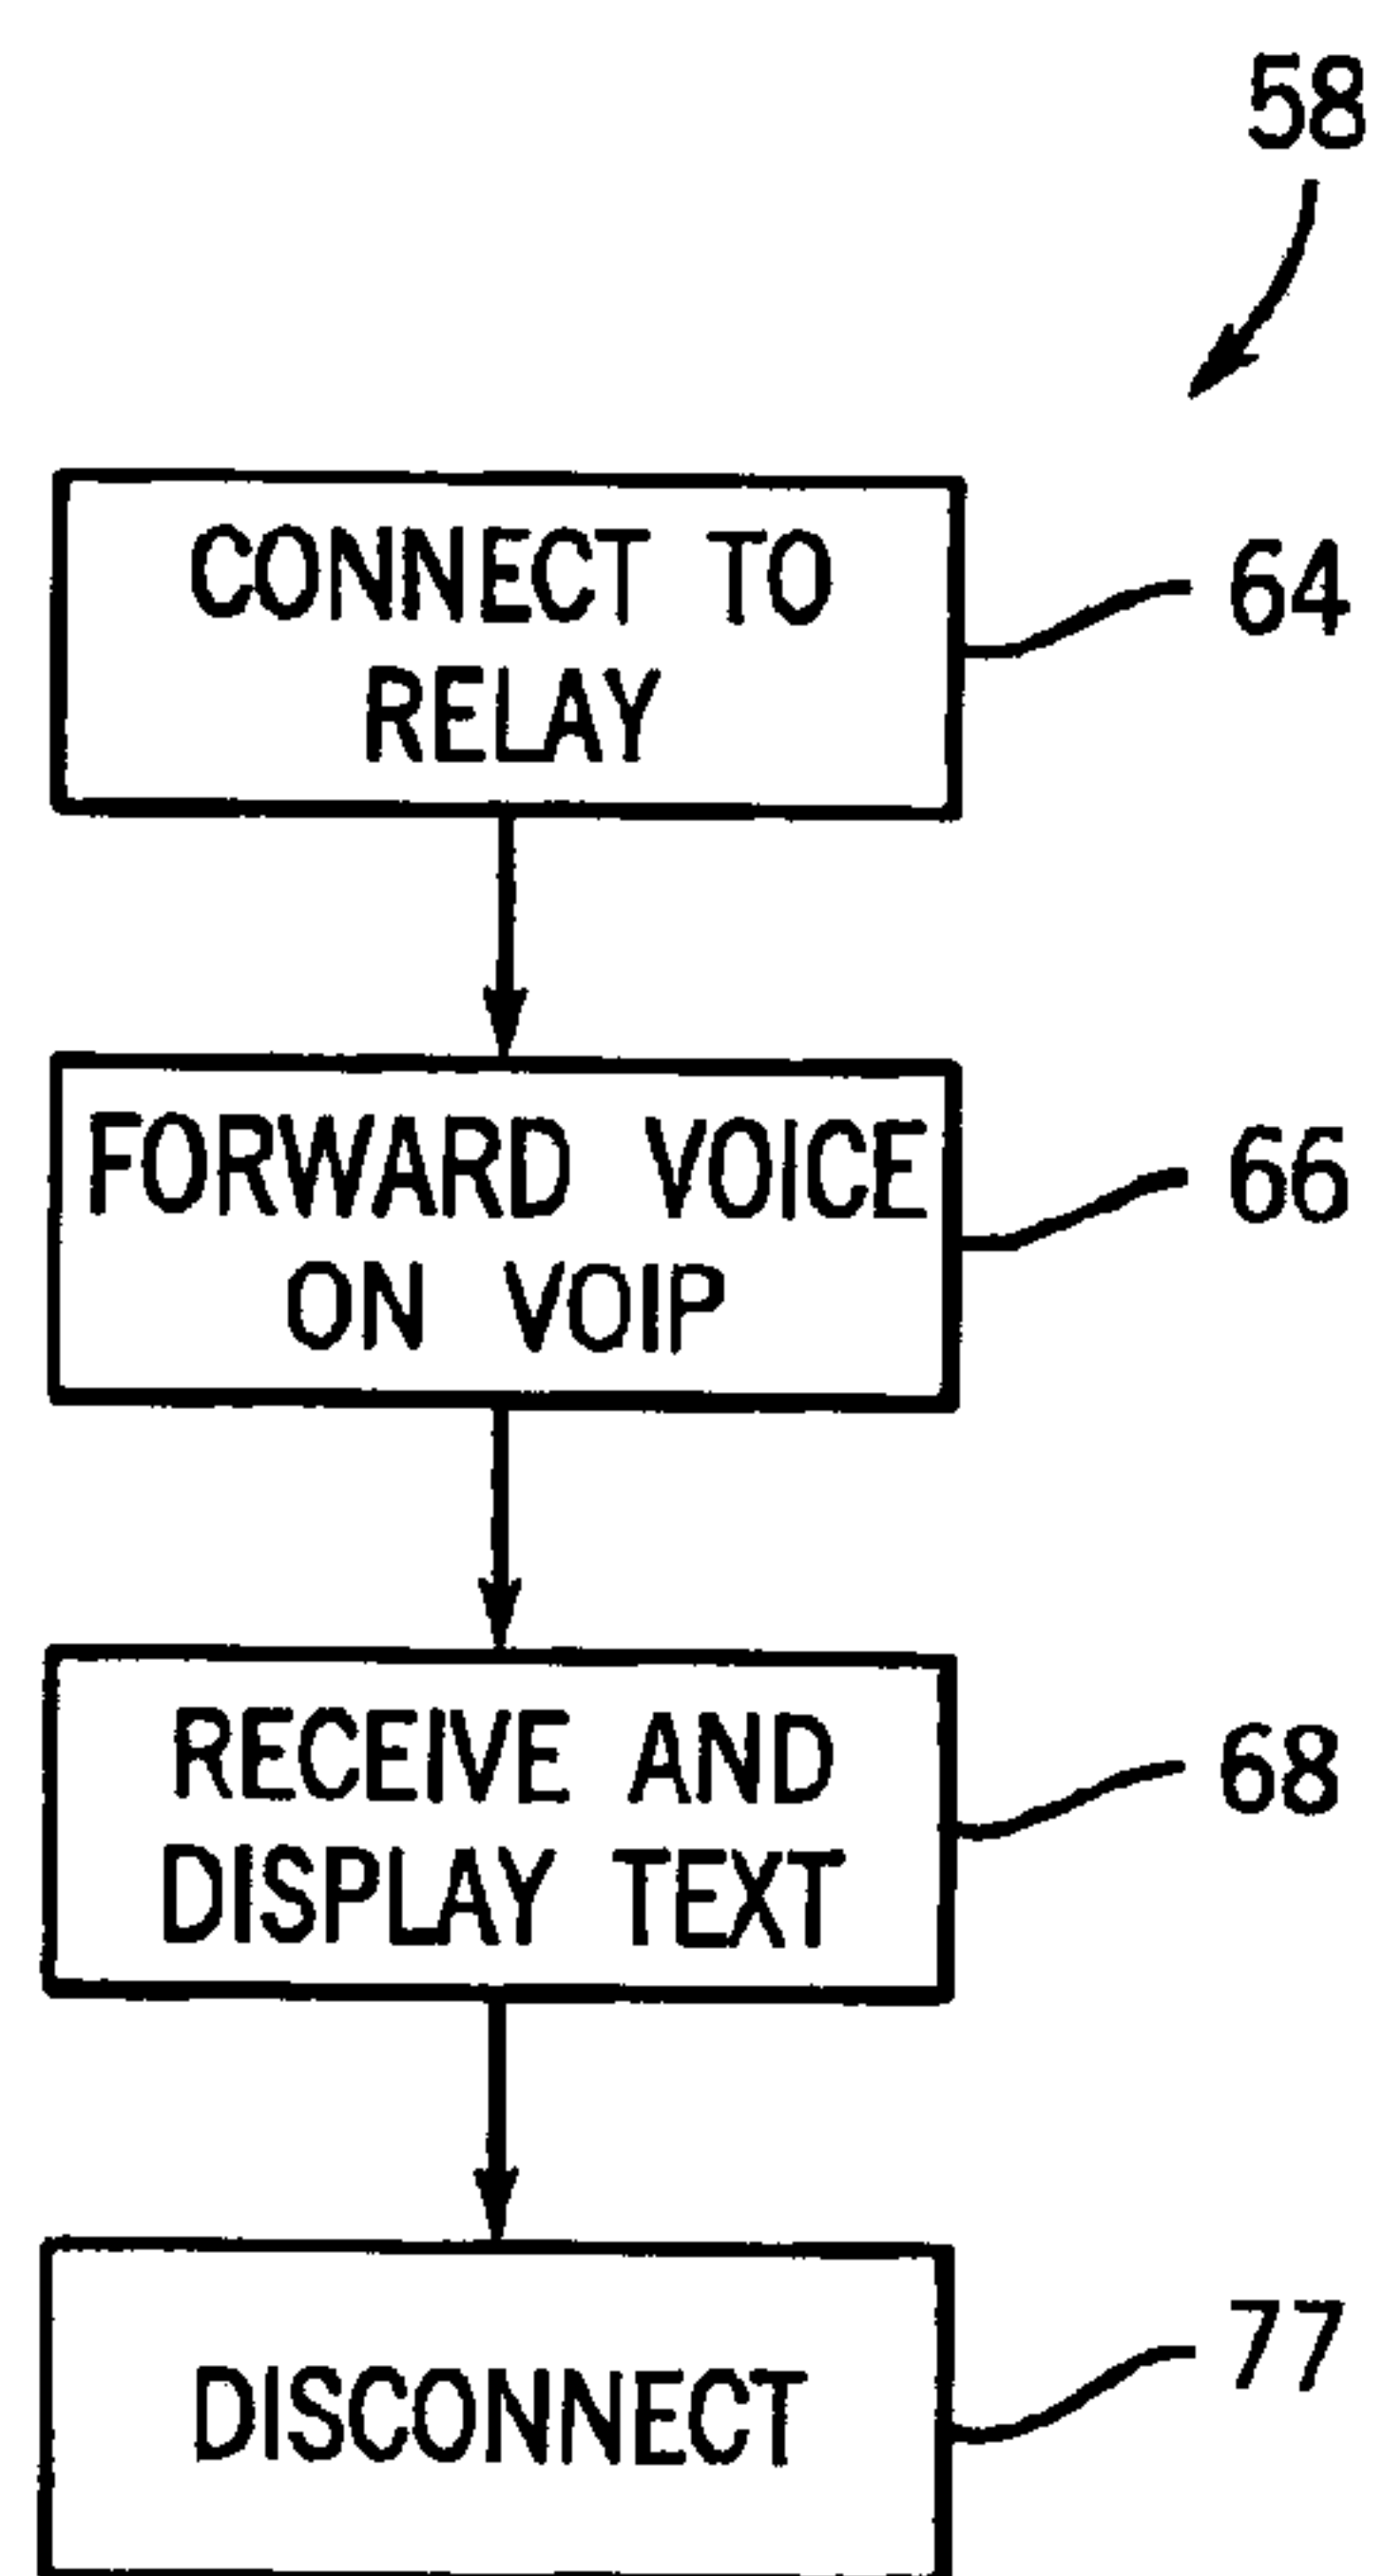 58
CONNECT TO
RELAY
64
FORWARD VOICE
ON VOIP
66
RECEIVE AND
DISPLAY TEXT
68
DISCONNECT
77